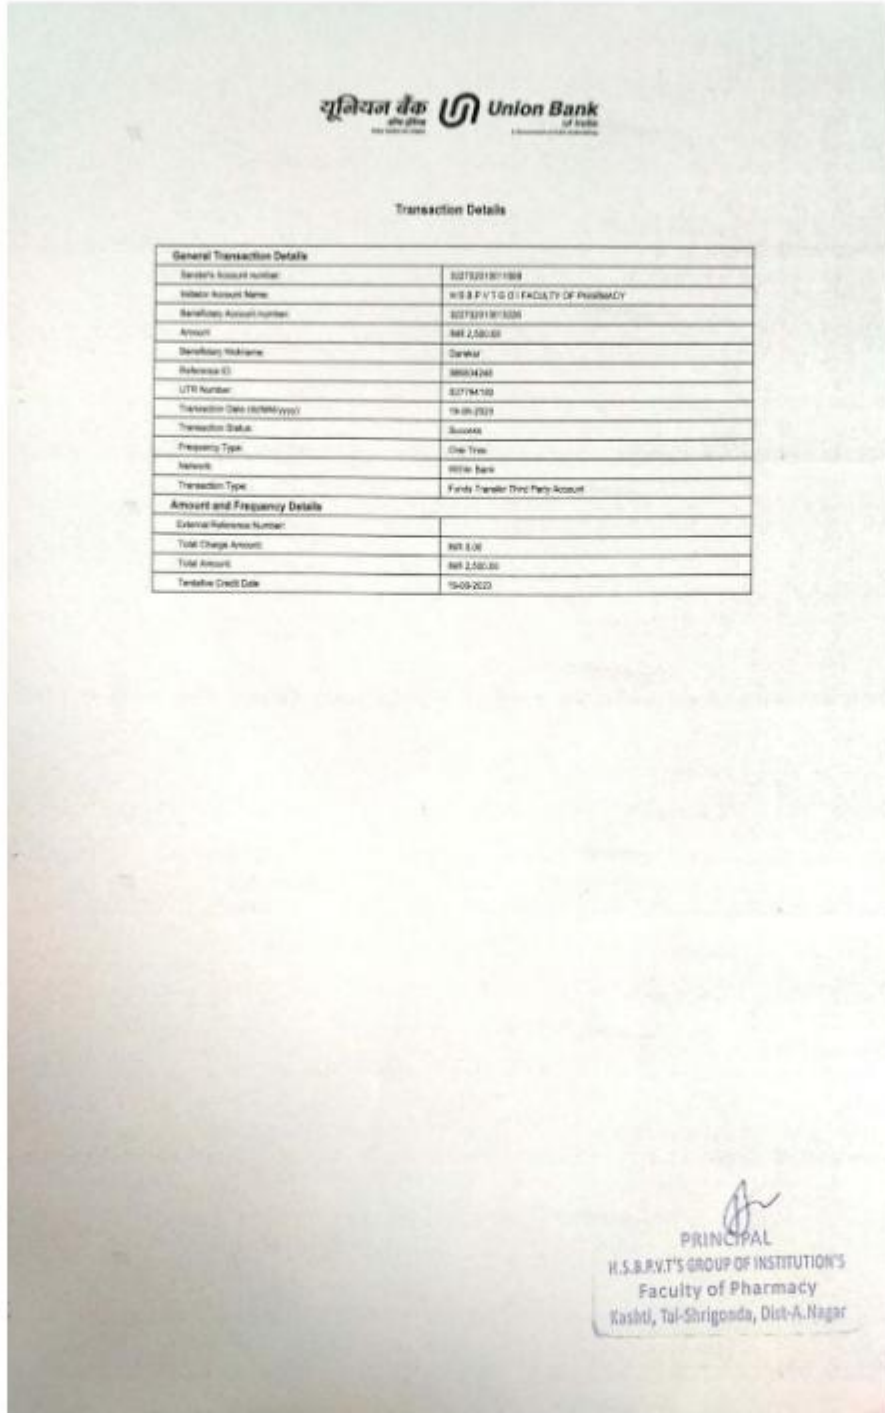 यूनियन बैंक Union Bank
of India
Transaction Details
General Transaction Details
Sender's Account number:
Initiator Account Name: H S B P V T G O I FACULTY OF PHARMACY
Beneficiary Account number:
Amount: INR 2,500.00
Beneficiary Nickname: Darekar
Reference ID:
UTR Number:
Transaction Date (dd/MM/yyyy):
Transaction Status: Success
Frequency Type: One Time
Network: Within Bank
Transaction Type: Funds Transfer Third Party Account
Amount and Frequency Details
External Reference Number:
Total Charge Amount: INR 0.00
Total Amount: INR 2,500.00
Tentative Credit Date
PRINCIPAL
H.S.B.P.V.T'S GROUP OF INSTITUTION'S
Faculty of Pharmacy
Kashti, Tal-Shrigonda, Dist-A.Nagar